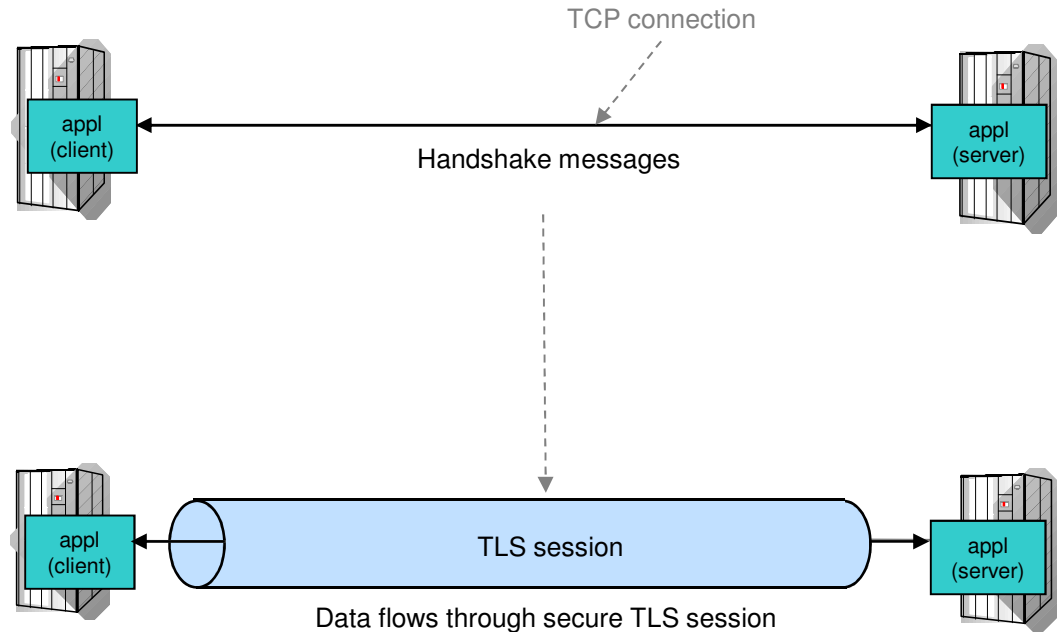 TCP connection
appl
(client)
appl
(server)
Handshake messages
appl
(client)
TLS session
appl
(server)
Data flows through secure TLS session